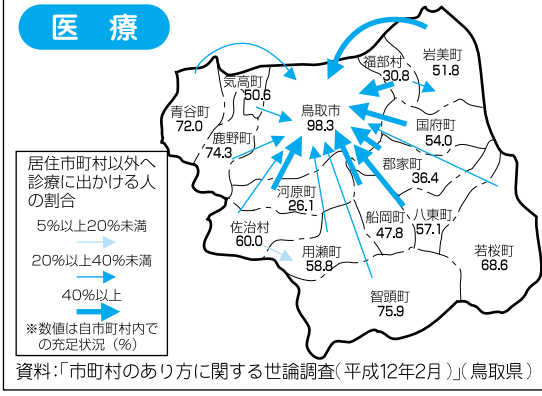 医療
岩美町
51.8
福部村
30.8
気高町
50.6
青谷町
72.0
鳥取市
98.3
国府町
54.0
鹿野町
74.3
郡家町
36.4
河原町
26.1
船岡町
47.8
八東町
57.1
佐治村
60.0
用瀬町
58.8
若桜町
68.6
智頭町
75.9
居住市町村以外へ
診療に出かける人
の割合
5%以上20%未満
20%以上40%未満
40%以上
※数値は自市町村内で
の充足状況（%）
資料：「市町村のあり方に関する世論調査（平成12年2月）」（鳥取県）